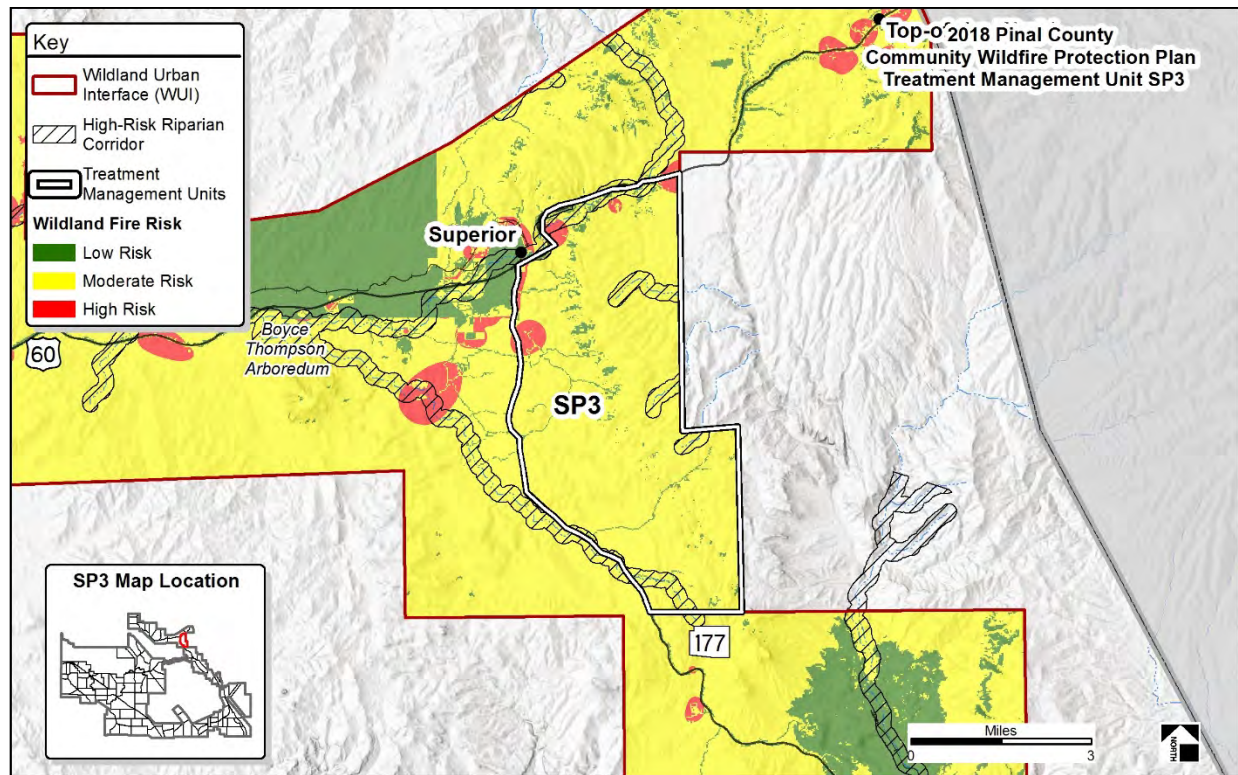 Key
Wildland Urban
Interface (WUI)
High-Risk Riparian
Corridor
Treatment
Management Units
Wildland Fire Risk
Low Risk
Moderate Risk
High Risk
Top-o
2018 Pinal County
Community Wildfire Protection Plan
Treatment Management Unit SP3
Superior
60
Boyce
Thompson
Arboredum
SP3
177
SP3 Map Location
Miles
0
3
NORTH